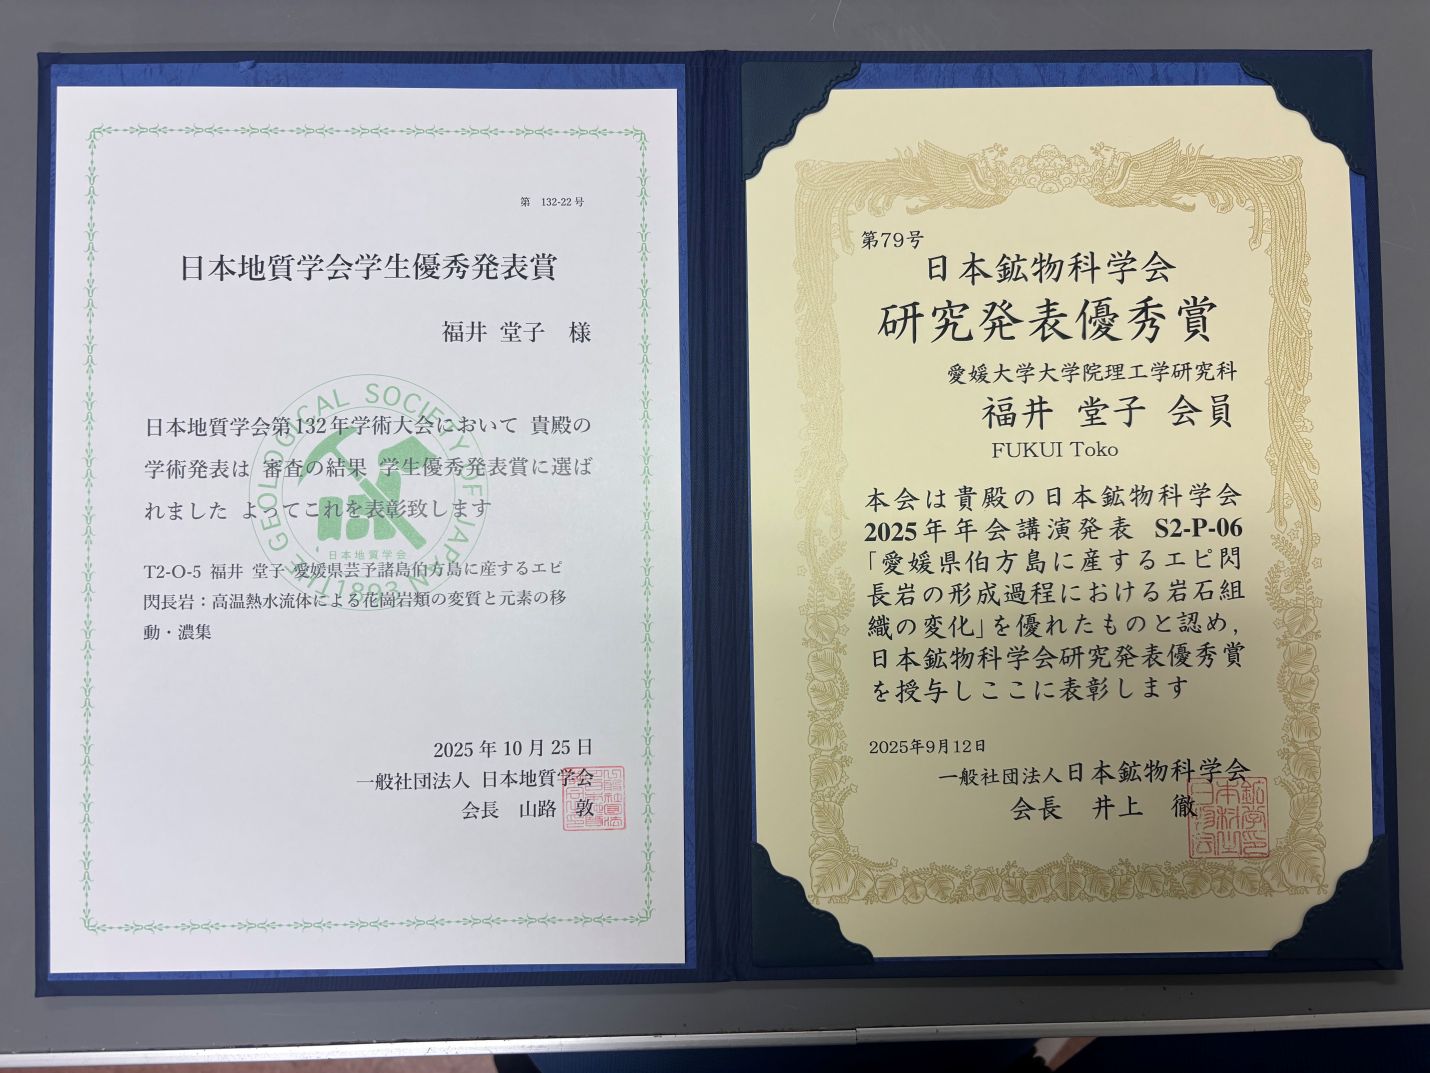 第 132-22 号
日本地質学会学生優秀発表賞
福井 堂子 様
日本地質学会第132年学術大会において 貴殿の
学術発表は 審査の結果 学生優秀発表賞に選ば
れました よってこれを表彰致します
THE GEOLOGICAL SOCIETY OF JAPAN
日本地質学会
1893
T2-O-5 福井 堂子 愛媛県芸予諸島伯方島に産するエピ
閃長岩：高温熱水流体による花崗岩類の変質と元素の移
動・濃集
2025 年 10 月 25 日
一般社団法人 日本地質学会
会長 山路 敦
第79号
日本鉱物科学会
研究発表優秀賞
愛媛大学大学院理工学研究科
福井 堂子 会員
FUKUI Toko
本会は貴殿の日本鉱物科学会
2025年年会講演発表 S2-P-06
「愛媛県伯方島に産するエピ閃
長岩の形成過程における岩石組
織の変化」を優れたものと認め，
日本鉱物科学会研究発表優秀賞
を授与しここに表彰します
2025年9月12日
一般社団法人日本鉱物科学会
会長 井上 徹